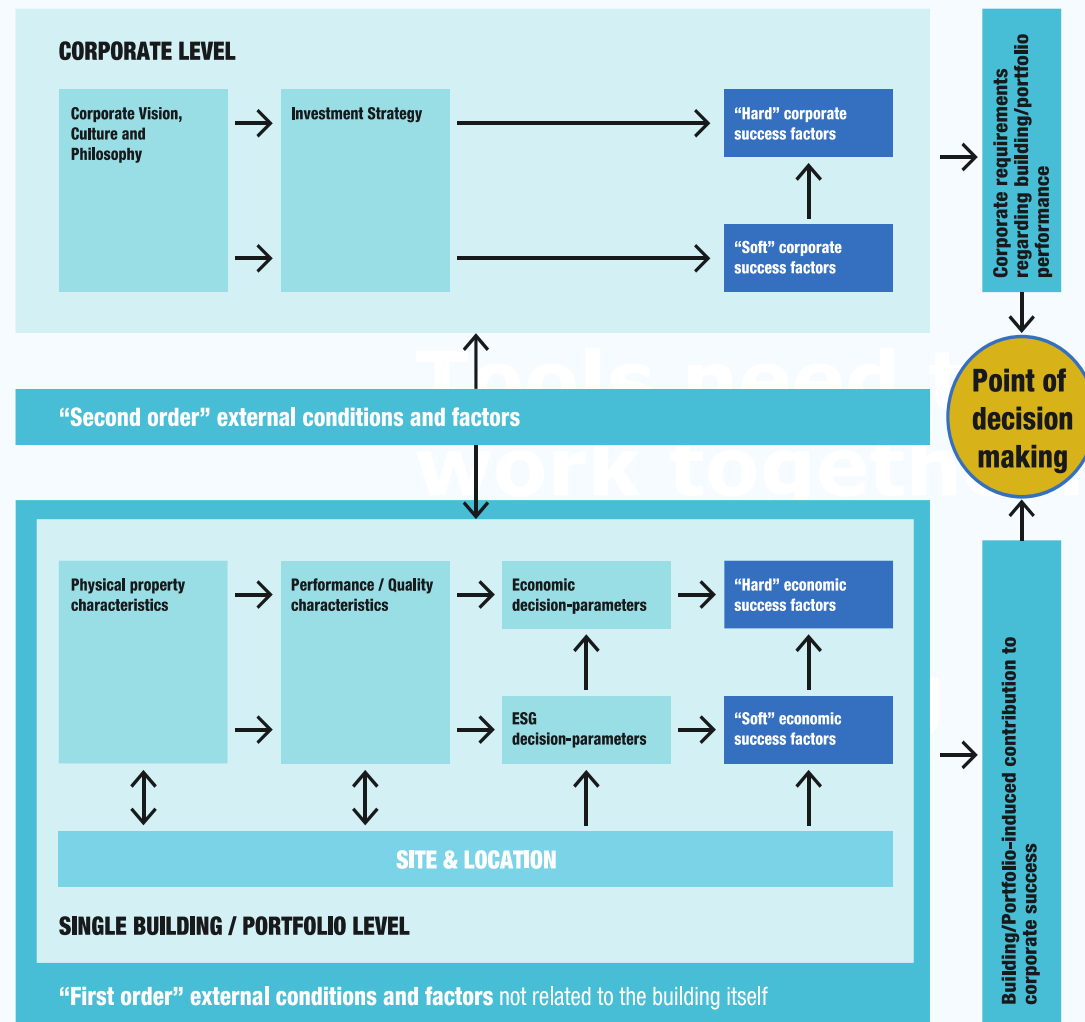 CORPORATE LEVEL
Corporate Vision,
Culture and
Philosophy
Investment Strategy
“Hard” corporate
success factors
“Soft” corporate
success factors
Corporate requirements
regarding building/portfolio
performance
Tools need
work togeth
“Second order” external conditions and factors
Point of
decision
making
Physical property
characteristics
Performance / Quality
characteristics
Economic
decision-parameters
“Hard” economic
success factors
ESG
decision-parameters
“Soft” economic
success factors
SITE & LOCATION
SINGLE BUILDING / PORTFOLIO LEVEL
“First order” external conditions and factors not related to the building itself
Building/Portfolio-induced contribution to
corporate success